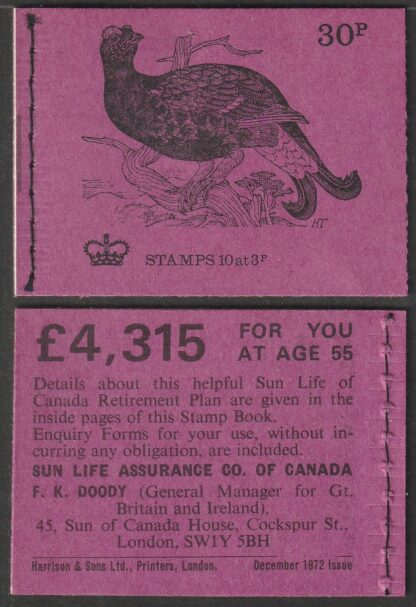 30P
HT
STAMPS 10 at 3P
£4,315 FOR YOU
AT AGE 55
Details about this helpful Sun Life of
Canada Retirement Plan are given in the
inside pages of this Stamp Book.
Enquiry Forms for your use, without in-
curring any obligation, are included.
SUN LIFE ASSURANCE CO. OF CANADA
F. K. DOODY (General Manager for Gt.
Britain and Ireland),
45, Sun of Canada House, Cockspur St.,
London, SW1Y 5BH
Harrison & Sons Ltd., Printers, London. December 1972 Issue